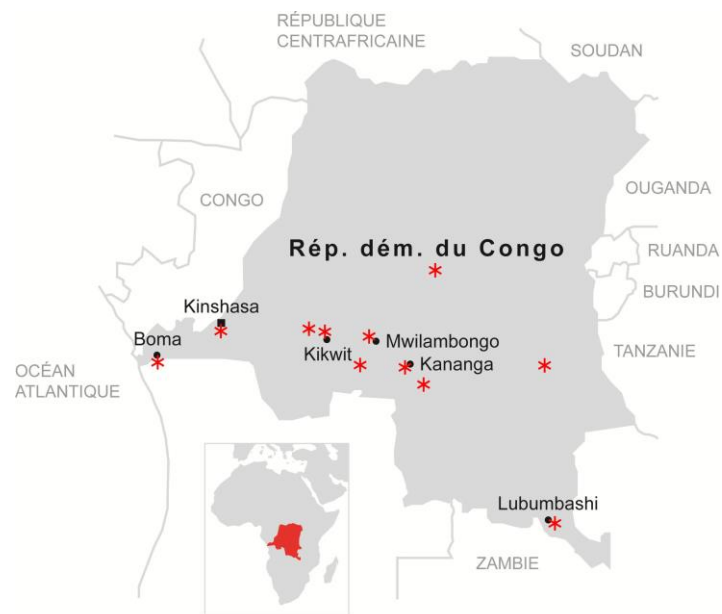 RÉPUBLIQUE
CENTRAFRICAINE
SOUDAN
CONGO
OUGANDA
Rép. dém. du Congo
RUANDA
BURUNDI
Kinshasa
Boma
Kikwit
Mwilambongo
TANZANIE
Kananga
OCÉAN
ATLANTIQUE
Lubumbashi
ZAMBIE